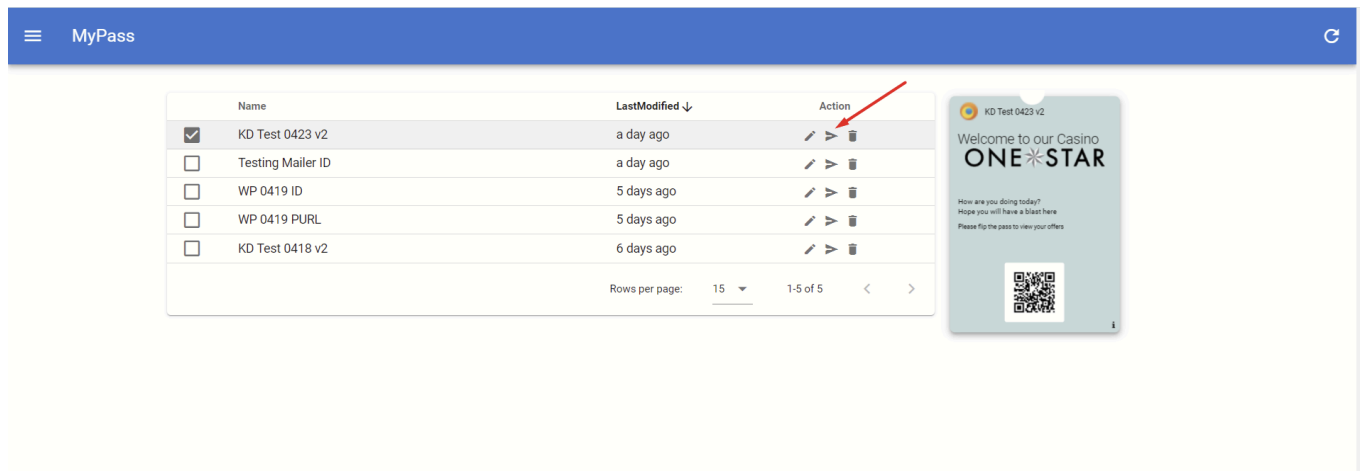 MyPass
Name LastModified Action
KD Test 0423 v2 a day ago
Testing Mailer ID a day ago
WP 0419 ID 5 days ago
WP 0419 PURL 5 days ago
KD Test 0418 v2 6 days ago
Rows per page: 15 1-5 of 5
KD Test 0423 v2
Welcome to our Casino
ONE STAR
How are you doing today?
Hope you will have a blast here
Please flip the pass to view your offers
i